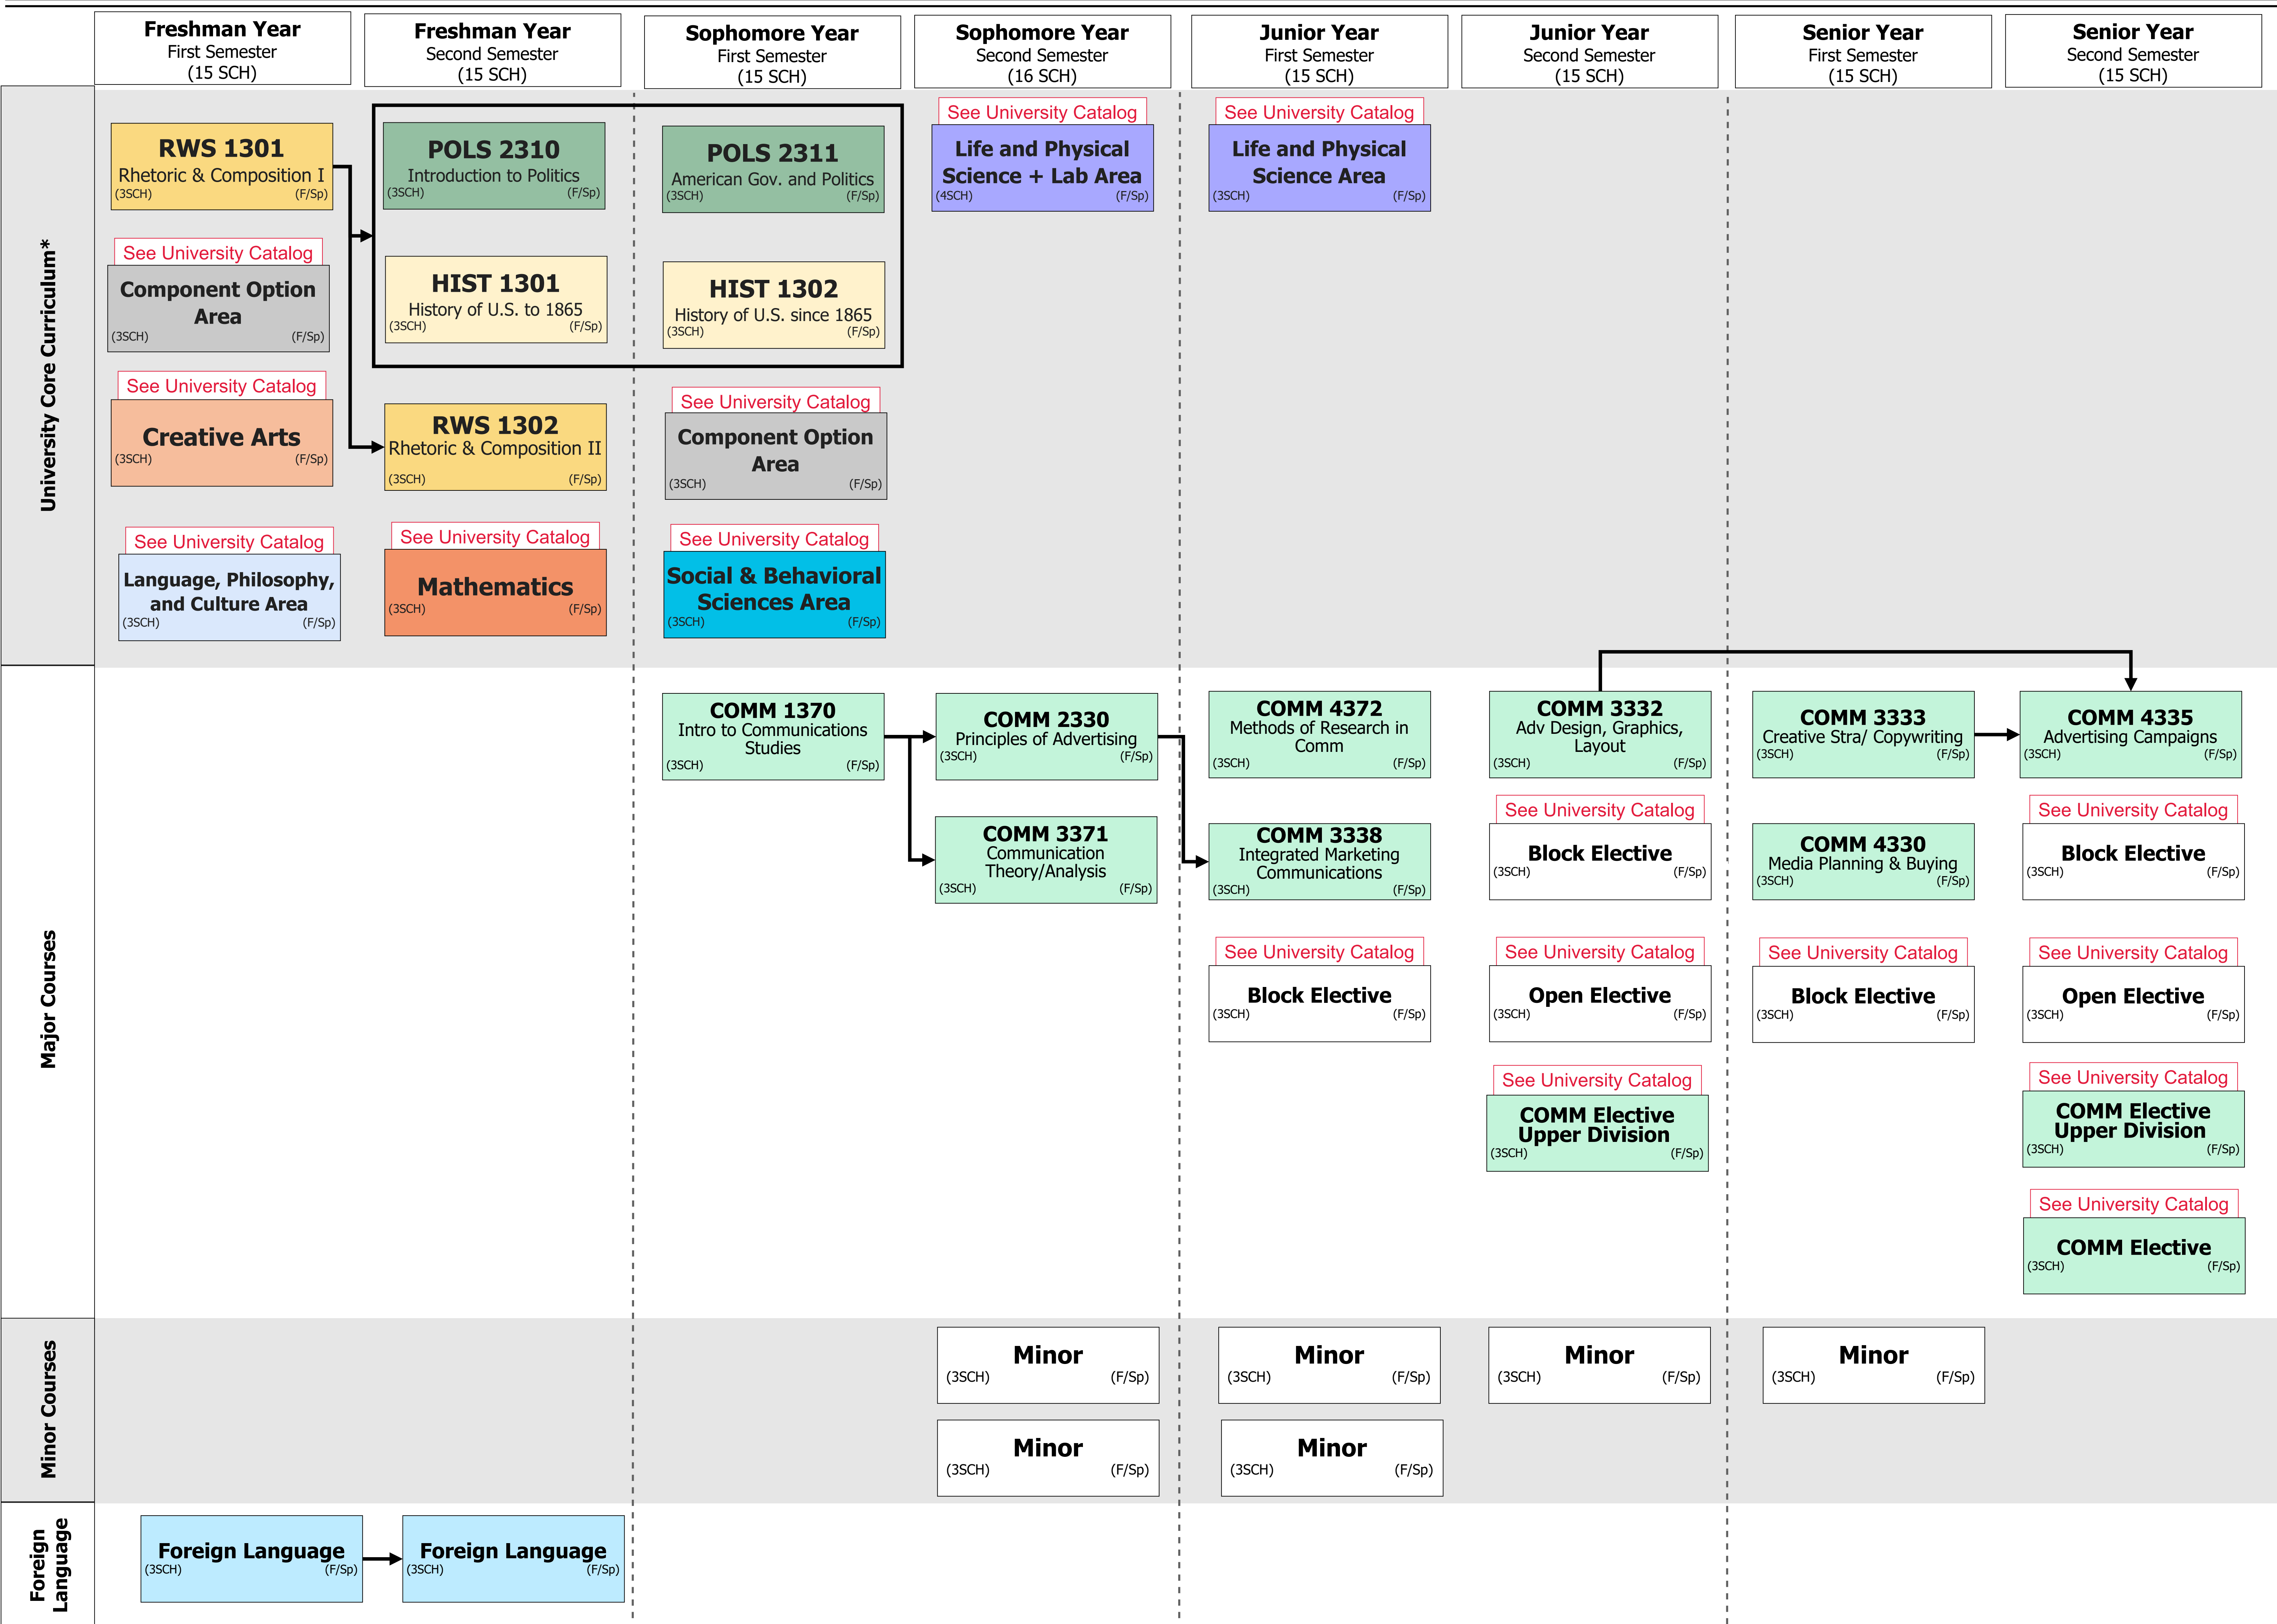 Freshman Year
First Semester
(15 SCH)
Freshman Year
Second Semester
(15 SCH)
Sophomore Year
First Semester
(15 SCH)
Sophomore Year
Second Semester
(16 SCH)
Junior Year
First Semester
(15 SCH)
Junior Year
Second Semester
(15 SCH)
Senior Year
First Semester
(15 SCH)
Senior Year
Second Semester
(15 SCH)
University Core Curriculum*
RWS 1301
Rhetoric & Composition I
(3SCH) (F/Sp)
See University Catalog
Component Option
Area
(3SCH) (F/Sp)
See University Catalog
Creative Arts
(3SCH) (F/Sp)
See University Catalog
Language, Philosophy,
and Culture Area
(3SCH) (F/Sp)
POLS 2310
Introduction to Politics
(3SCH) (F/Sp)
HIST 1301
History of U.S. to 1865
(3SCH) (F/Sp)
RWS 1302
Rhetoric & Composition II
(3SCH) (F/Sp)
See University Catalog
Mathematics
(3SCH) (F/Sp)
POLS 2311
American Gov. and Politics
(3SCH) (F/Sp)
HIST 1302
History of U.S. since 1865
(3SCH) (F/Sp)
See University Catalog
Component Option
Area
(3SCH) (F/Sp)
See University Catalog
Social & Behavioral
Sciences Area
(3SCH) (F/Sp)
See University Catalog
Life and Physical
Science + Lab Area
(4SCH) (F/Sp)
See University Catalog
Life and Physical
Science Area
(3SCH) (F/Sp)
Major Courses
COMM 1370
Intro to Communications
Studies
(3SCH) (F/Sp)
COMM 2330
Principles of Advertising
(3SCH) (F/Sp)
COMM 3371
Communication
Theory/Analysis
(3SCH) (F/Sp)
COMM 4372
Methods of Research in
Comm
(3SCH) (F/Sp)
COMM 3338
Integrated Marketing
Communications
(3SCH) (F/Sp)
See University Catalog
Block Elective
(3SCH) (F/Sp)
COMM 3332
Adv Design, Graphics,
Layout
(3SCH) (F/Sp)
See University Catalog
Block Elective
(3SCH) (F/Sp)
See University Catalog
Open Elective
(3SCH) (F/Sp)
See University Catalog
COMM Elective
Upper Division
(3SCH) (F/Sp)
COMM 3333
Creative Stra/ Copywriting
(3SCH) (F/Sp)
COMM 4330
Media Planning & Buying
(3SCH) (F/Sp)
See University Catalog
Block Elective
(3SCH) (F/Sp)
COMM 4335
Advertising Campaigns
(3SCH) (F/Sp)
See University Catalog
Block Elective
(3SCH) (F/Sp)
See University Catalog
Open Elective
(3SCH) (F/Sp)
See University Catalog
COMM Elective
Upper Division
(3SCH) (F/Sp)
See University Catalog
COMM Elective
(3SCH) (F/Sp)
Minor Courses
Minor
(3SCH) (F/Sp)
Minor
(3SCH) (F/Sp)
Minor
(3SCH) (F/Sp)
Minor
(3SCH) (F/Sp)
Minor
(3SCH) (F/Sp)
Minor
(3SCH) (F/Sp)
Foreign
Language
Foreign Language
(3SCH) (F/Sp)
Foreign Language
(3SCH) (F/Sp)